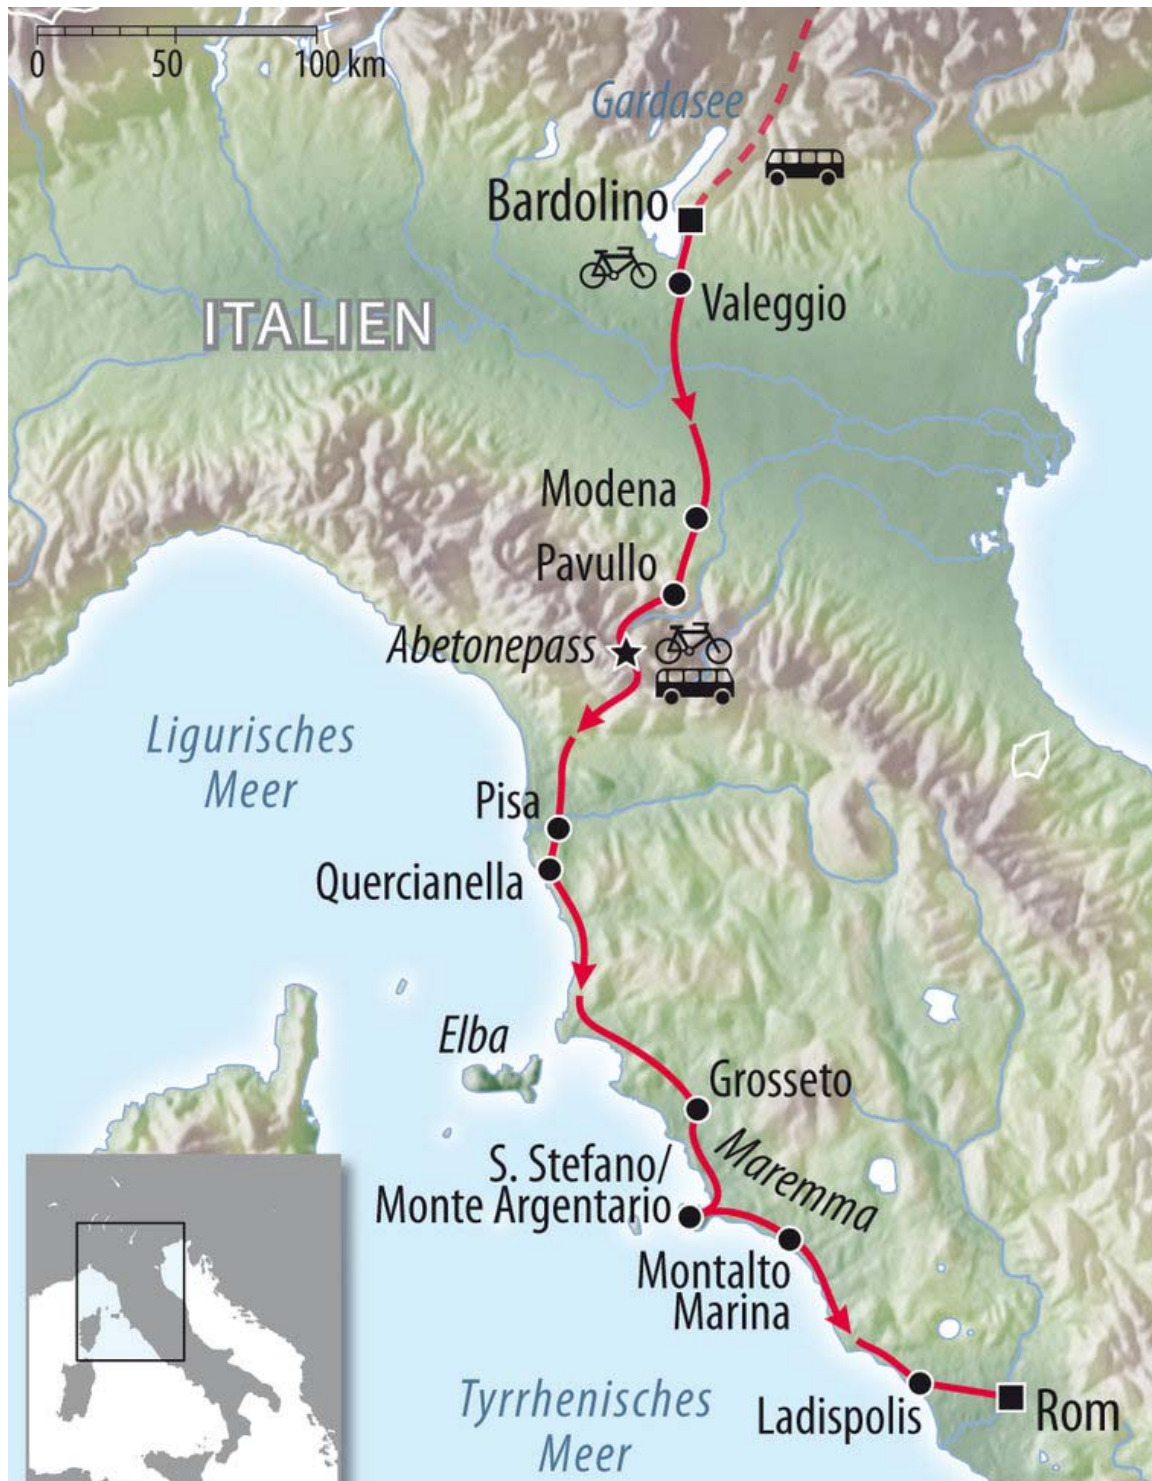 0 50 100 km
Gardasee
Bardolino
Valeggio
ITALIEN
Modena
Pavullo
Abetonepass
Ligurisches
Meer
Pisa
Quercianella
Elba
Grosseto
Maremma
S. Stefano/
Monte Argentario
Montalto
Marina
Tyrrhenisches
Meer
Ladispolis
Rom